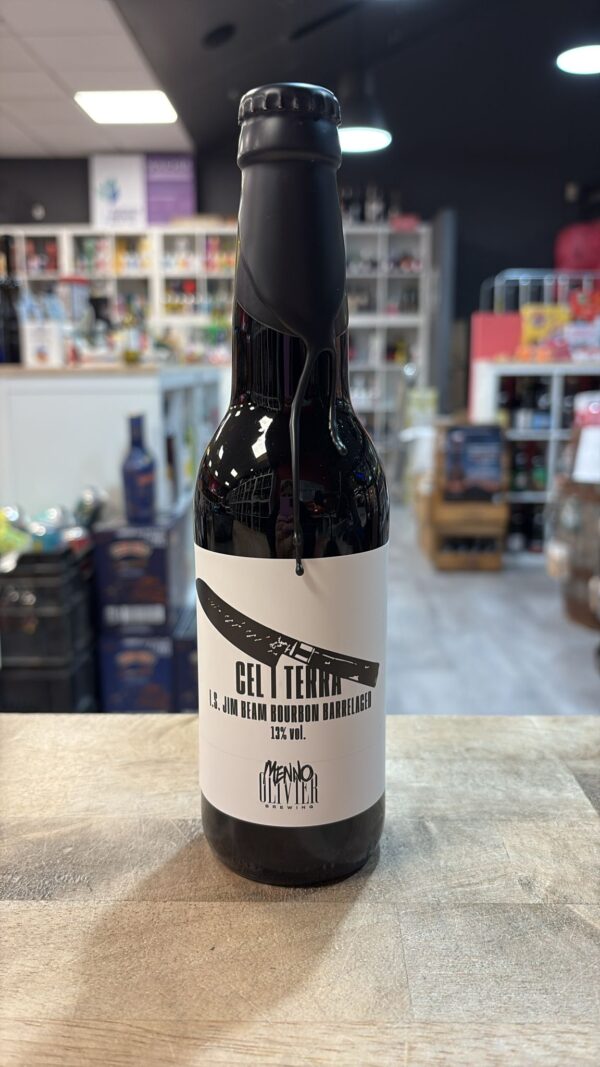 CEL I TERRA
I.S. JIM BEAM BOURBON BARRELAGED
13% vol.
MENNO
OLIVIER
BREWING